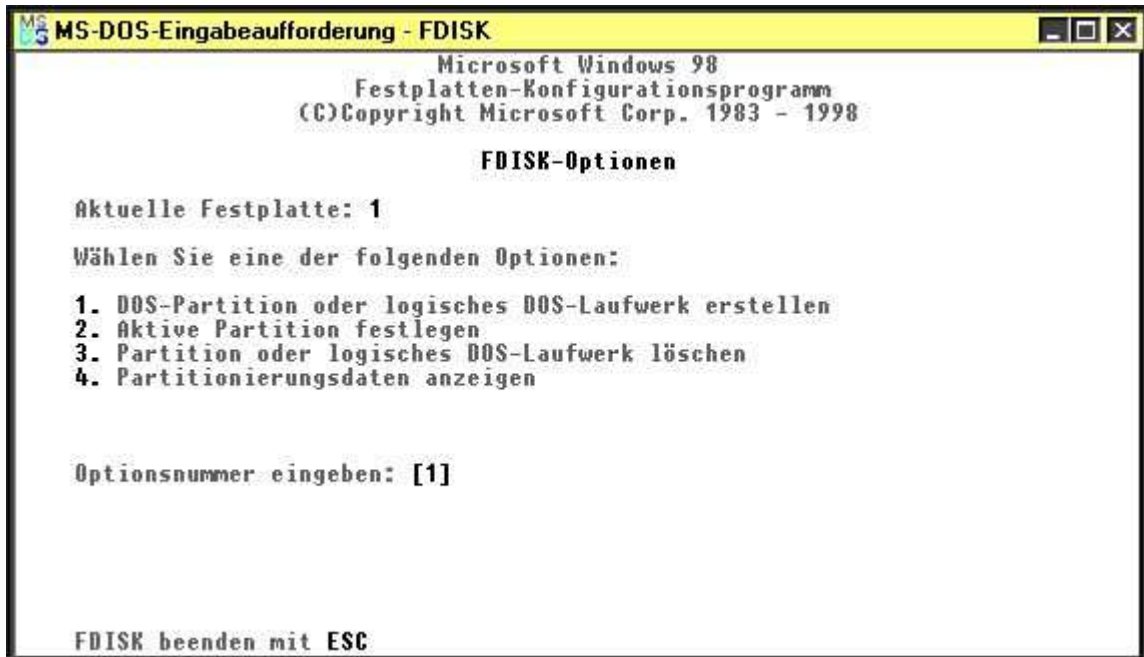 MS-DOS-Eingabeaufforderung - FDISK
Microsoft Windows 98
Festplatten-Konfigurationsprogramm
(C)Copyright Microsoft Corp. 1983 - 1998
FDISK-Optionen
Aktuelle Festplatte: 1
Wählen Sie eine der folgenden Optionen:
1. DOS-Partition oder logisches DOS-Laufwerk erstellen
2. Aktive Partition festlegen
3. Partition oder logisches DOS-Laufwerk löschen
4. Partitionierungsdaten anzeigen
Optionsnummer eingeben: [1]
FDISK beenden mit ESC